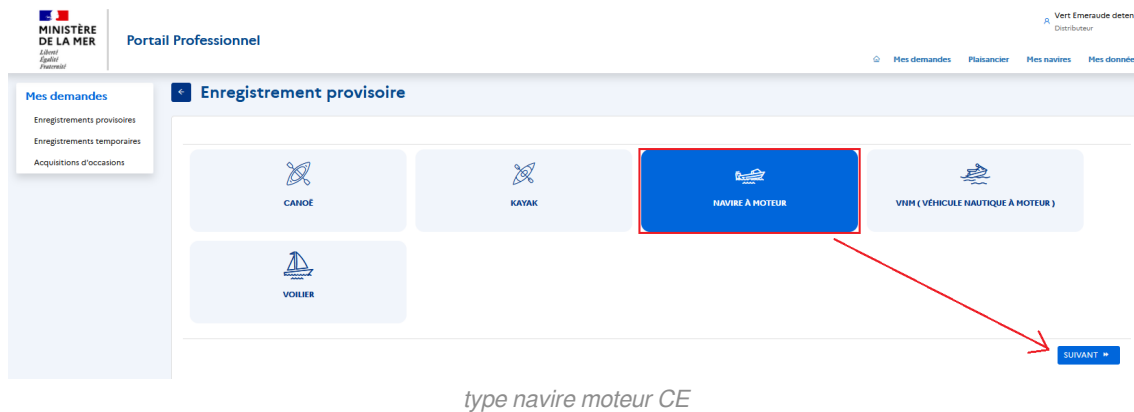 MINISTÈRE
DE LA MER
Liberté
Égalité
Fraternité
Portail Professionnel
Vert Emeraude deten
Distributeur
Mes demandes Plaisancier Mes navires Mes donnée
Mes demandes
Enregistrements provisoires
Enregistrements temporaires
Acquisitions d'occasions
Enregistrement provisoire
CANOË
KAYAK
NAVIRE À MOTEUR
VNM ( VÉHICULE NAUTIQUE À MOTEUR )
VOILIER
SUIVANT
type navire moteur CE